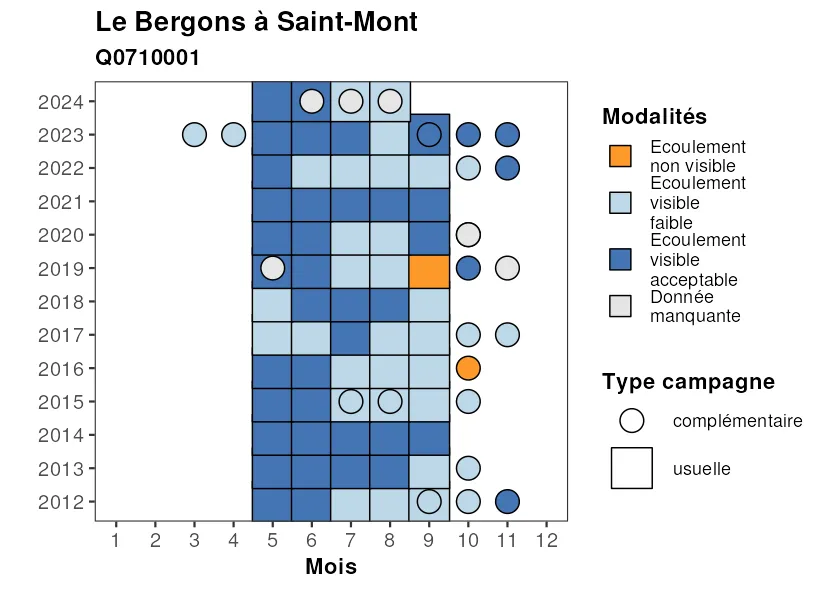 Le Bergons à Saint-Mont
Q0710001
2024
2023
2022
2021
2020
2019
2018
2017
2016
2015
2014
2013
2012
1 2 3 4 5 6 7 8 9 10 11 12
Mois
Modalités
Ecoulement
non visible
Ecoulement
visible
faible
Ecoulement
visible
acceptable
Donnée
manquante
Type campagne
complémentaire
usuelle